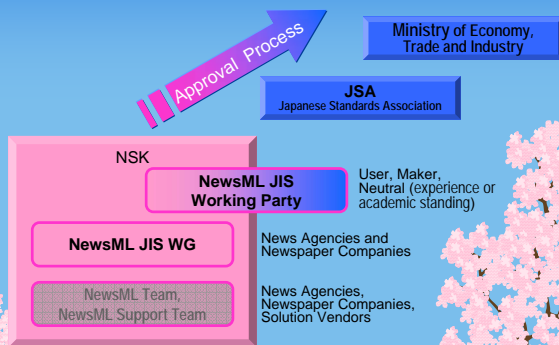 Approval Process
Ministry of Economy,
Trade and Industry
JSA
Japanese Standards Association
NSK
NewsML JIS
Working Party
User, Maker,
Neutral (experience or
academic standing)
NewsML JIS WG
News Agencies and
Newspaper Companies
NewsML Team,
NewsML Support Team
News Agencies,
Newspaper Companies,
Solution Vendors